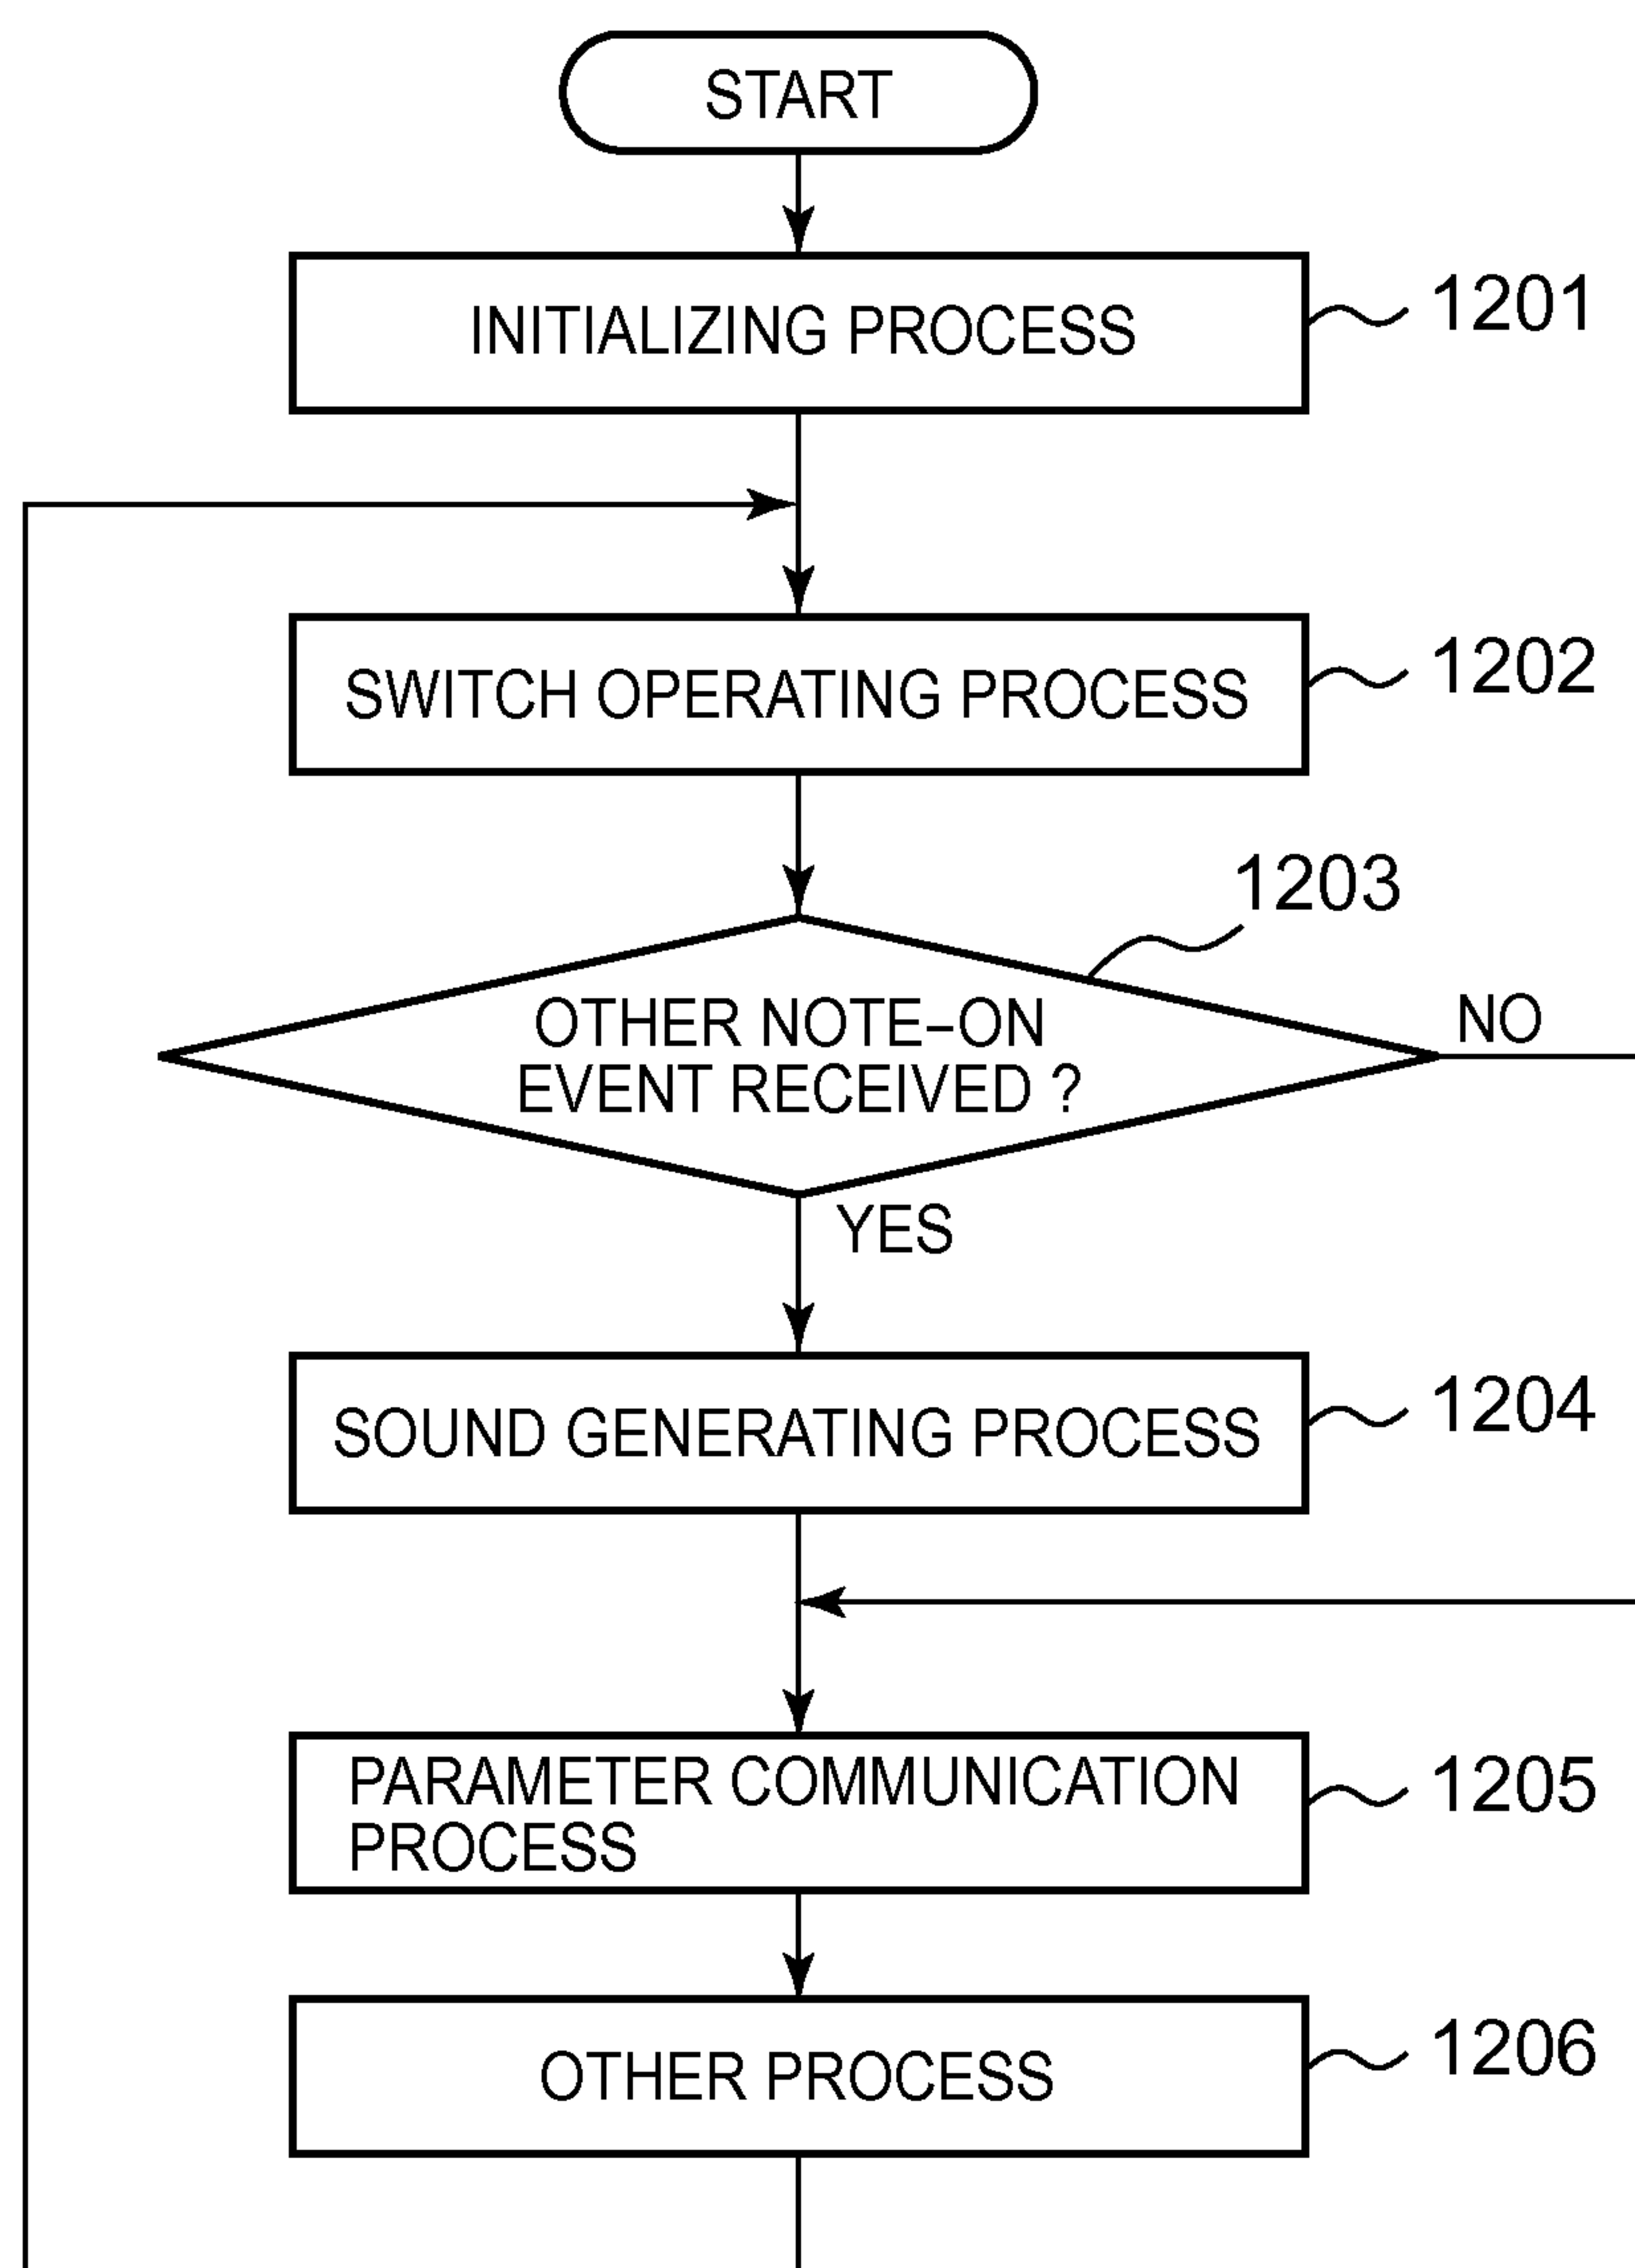 START
INITIALIZING PROCESS
1201
SWITCH OPERATING PROCESS
1202
1203
OTHER NOTE–ON
EVENT RECEIVED ?
NO
YES
SOUND GENERATING PROCESS
1204
PARAMETER COMMUNICATION
PROCESS
1205
OTHER PROCESS
1206